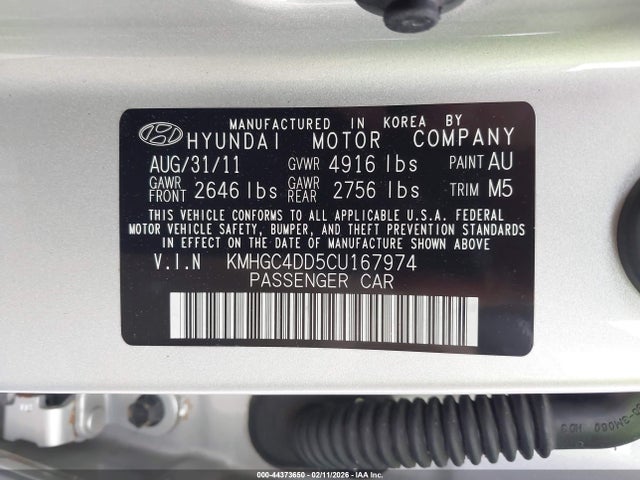 MANUFACTURED IN KOREA BY
HYUNDAI MOTOR COMPANY
AUG/31/11 GVWR 4916 lbs PAINT AU
GAWR FRONT 2646 lbs GAWR REAR 2756 lbs TRIM M5
THIS VEHICLE CONFORMS TO ALL APPLICABLE U.S.A. FEDERAL
MOTOR VEHICLE SAFETY, BUMPER, AND THEFT PREVENTION STANDARDS
IN EFFECT ON THE DATE OF MANUFACTURE SHOWN ABOVE
V.I.N KMHGC4DD5CU167974
PASSENGER CAR
-3M060 HD3
000-44373650 - 02/11/2026 - IAA Inc.